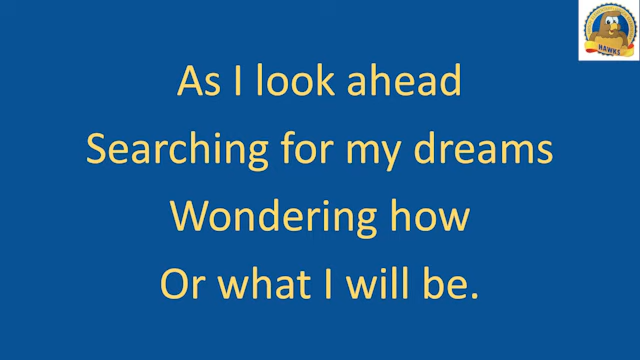 As I look ahead
Searching for my dreams
Wondering how
Or what I will be.
HAWKS